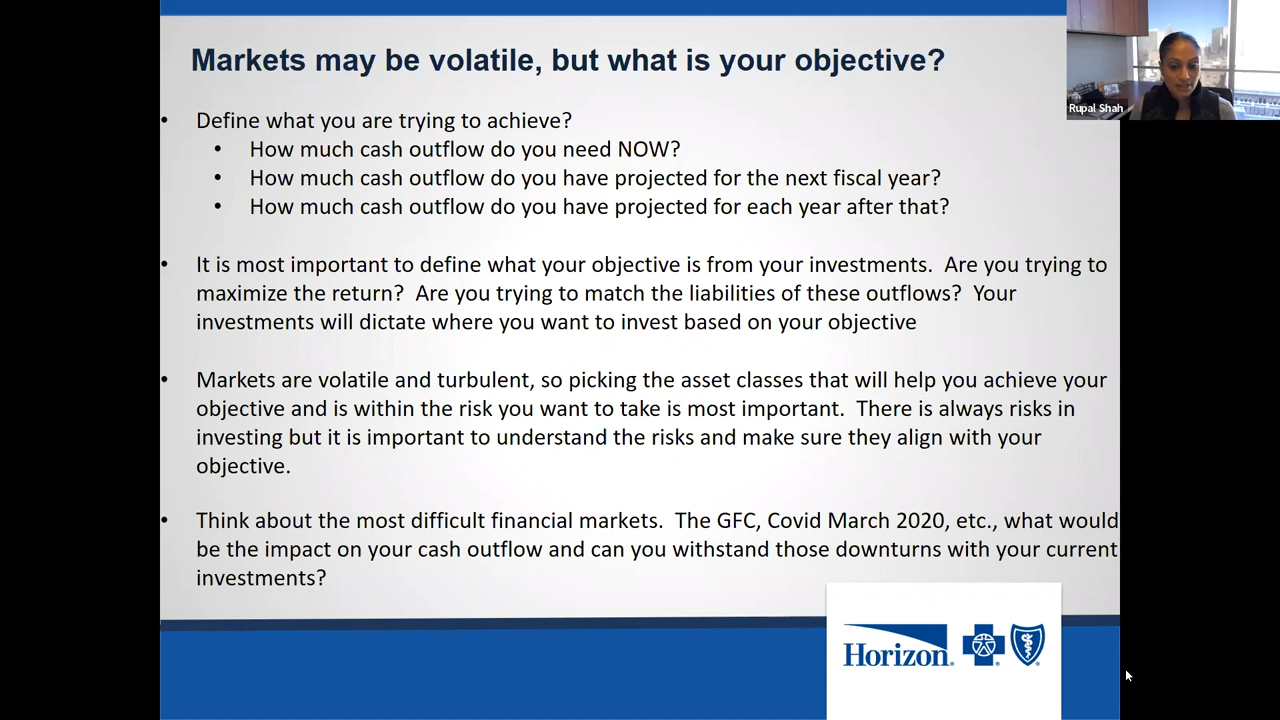 Markets may be volatile, but what is your objective?
Rupal Shah
• Define what you are trying to achieve?
• How much cash outflow do you need NOW?
• How much cash outflow do you have projected for the next fiscal year?
• How much cash outflow do you have projected for each year after that?
• It is most important to define what your objective is from your investments. Are you trying to
maximize the return? Are you trying to match the liabilities of these outflows? Your
investments will dictate where you want to invest based on your objective
• Markets are volatile and turbulent, so picking the asset classes that will help you achieve your
objective and is within the risk you want to take is most important. There is always risks in
investing but it is important to understand the risks and make sure they align with your
objective.
• Think about the most difficult financial markets. The GFC, Covid March 2020, etc., what would
be the impact on your cash outflow and can you withstand those downturns with your current
investments?
Horizon®